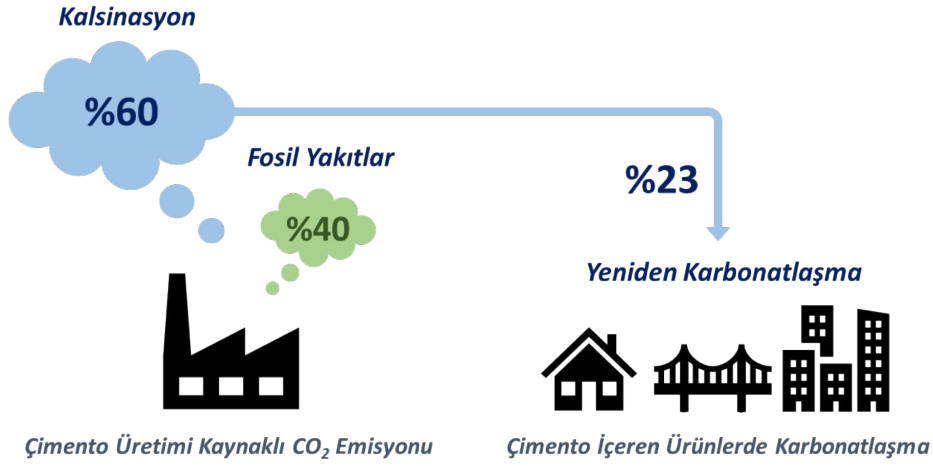 Kalsinasyon
%60
Fosil Yakıtlar
%40
%23
Yeniden Karbonatlaşma
Çimento Üretimi Kaynaklı CO₂ Emisyonu
Çimento İçeren Ürünlerde Karbonatlaşma